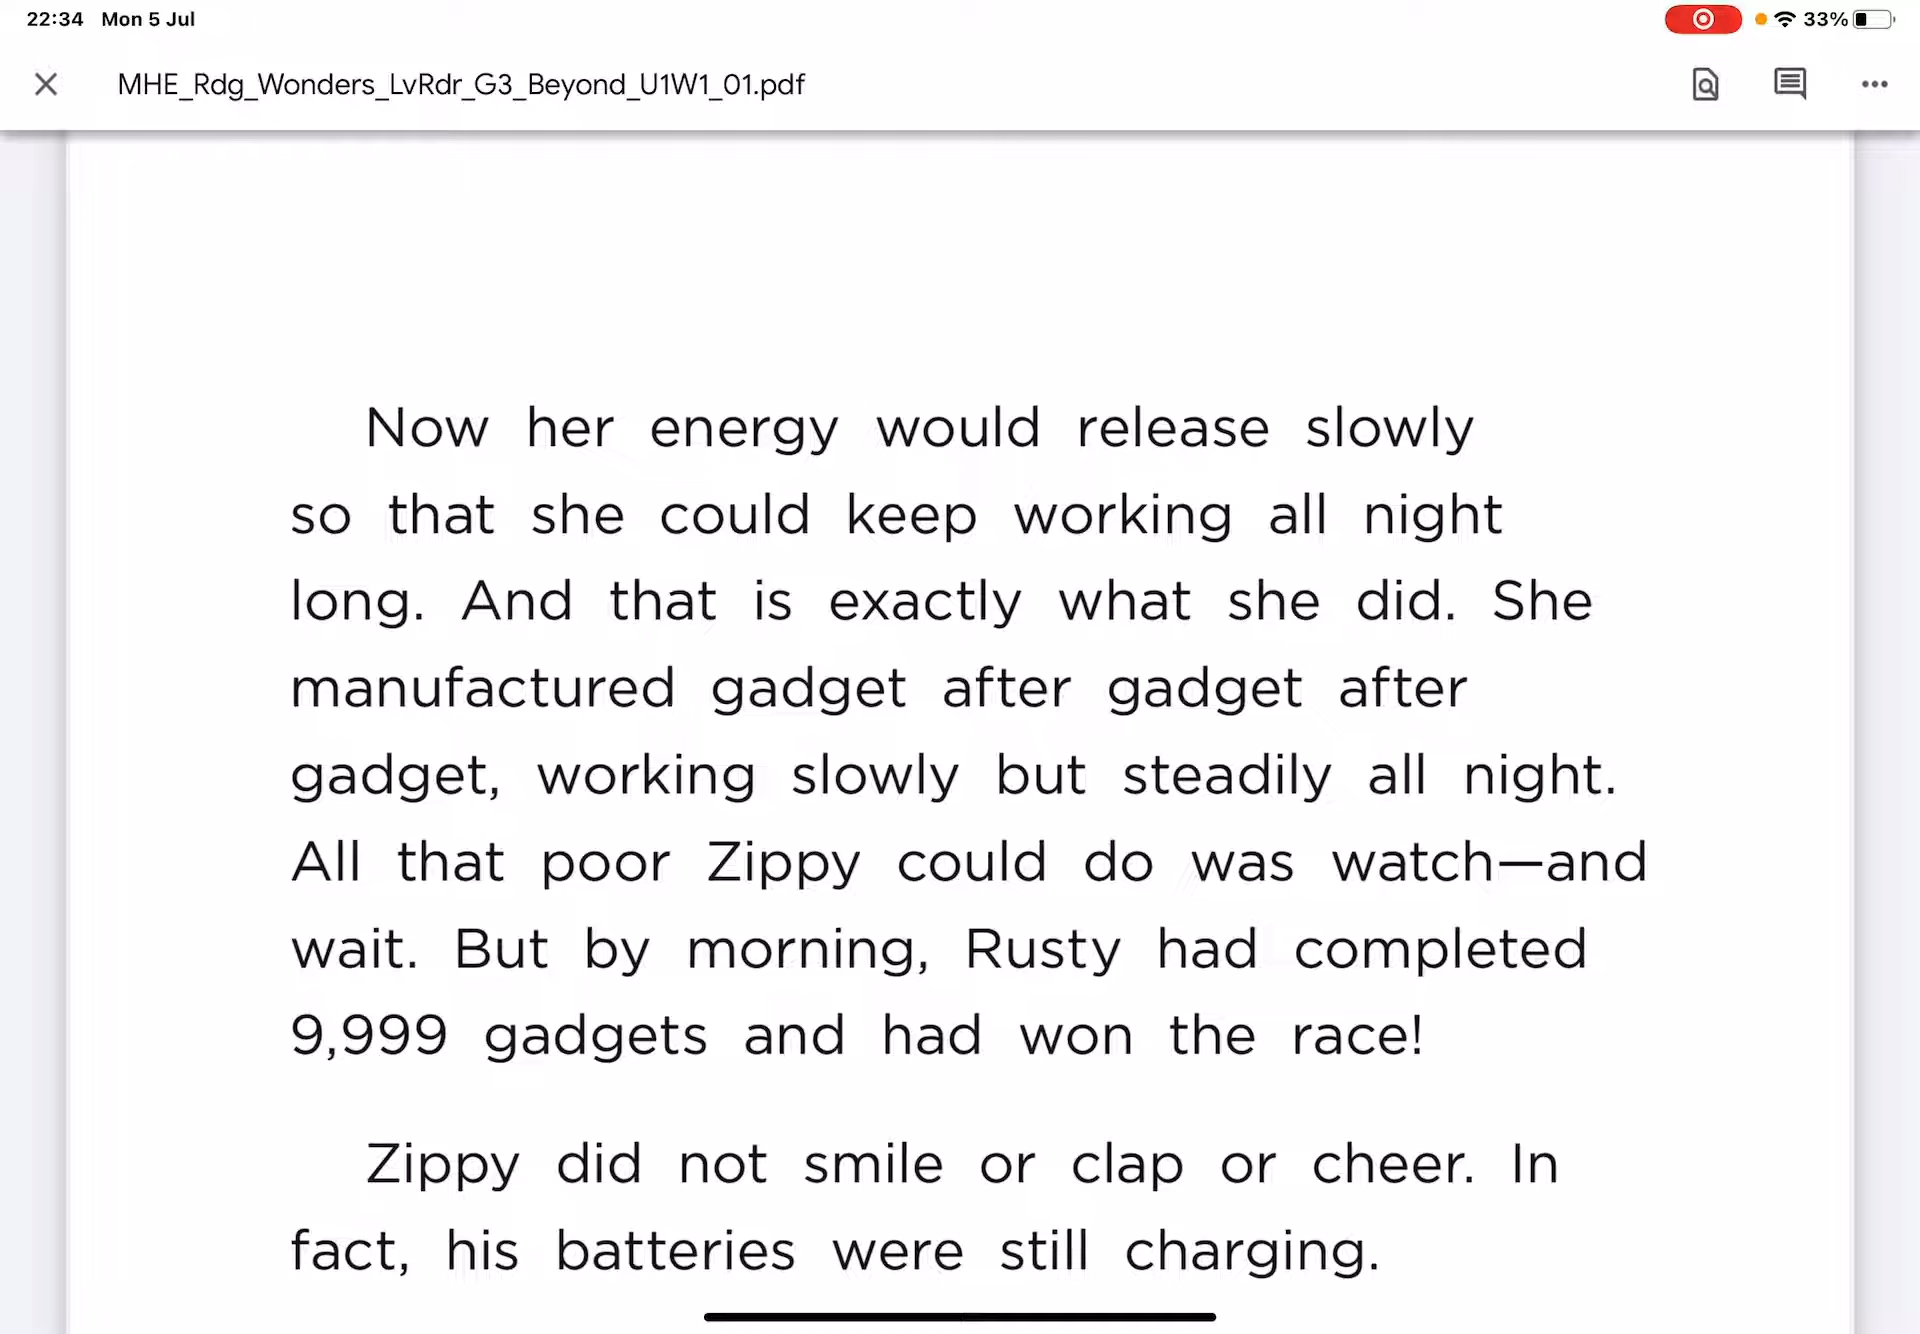 22:34 Mon 5 Jul
33%
MHE_Rdg_Wonders_LvRdr_G3_Beyond_U1W1_01.pdf
Now her energy would release slowly
so that she could keep working all night
long. And that is exactly what she did. She
manufactured gadget after gadget after
gadget, working slowly but steadily all night.
All that poor Zippy could do was watch—and
wait. But by morning, Rusty had completed
9,999 gadgets and had won the race!
Zippy did not smile or clap or cheer. In
fact, his batteries were still charging.